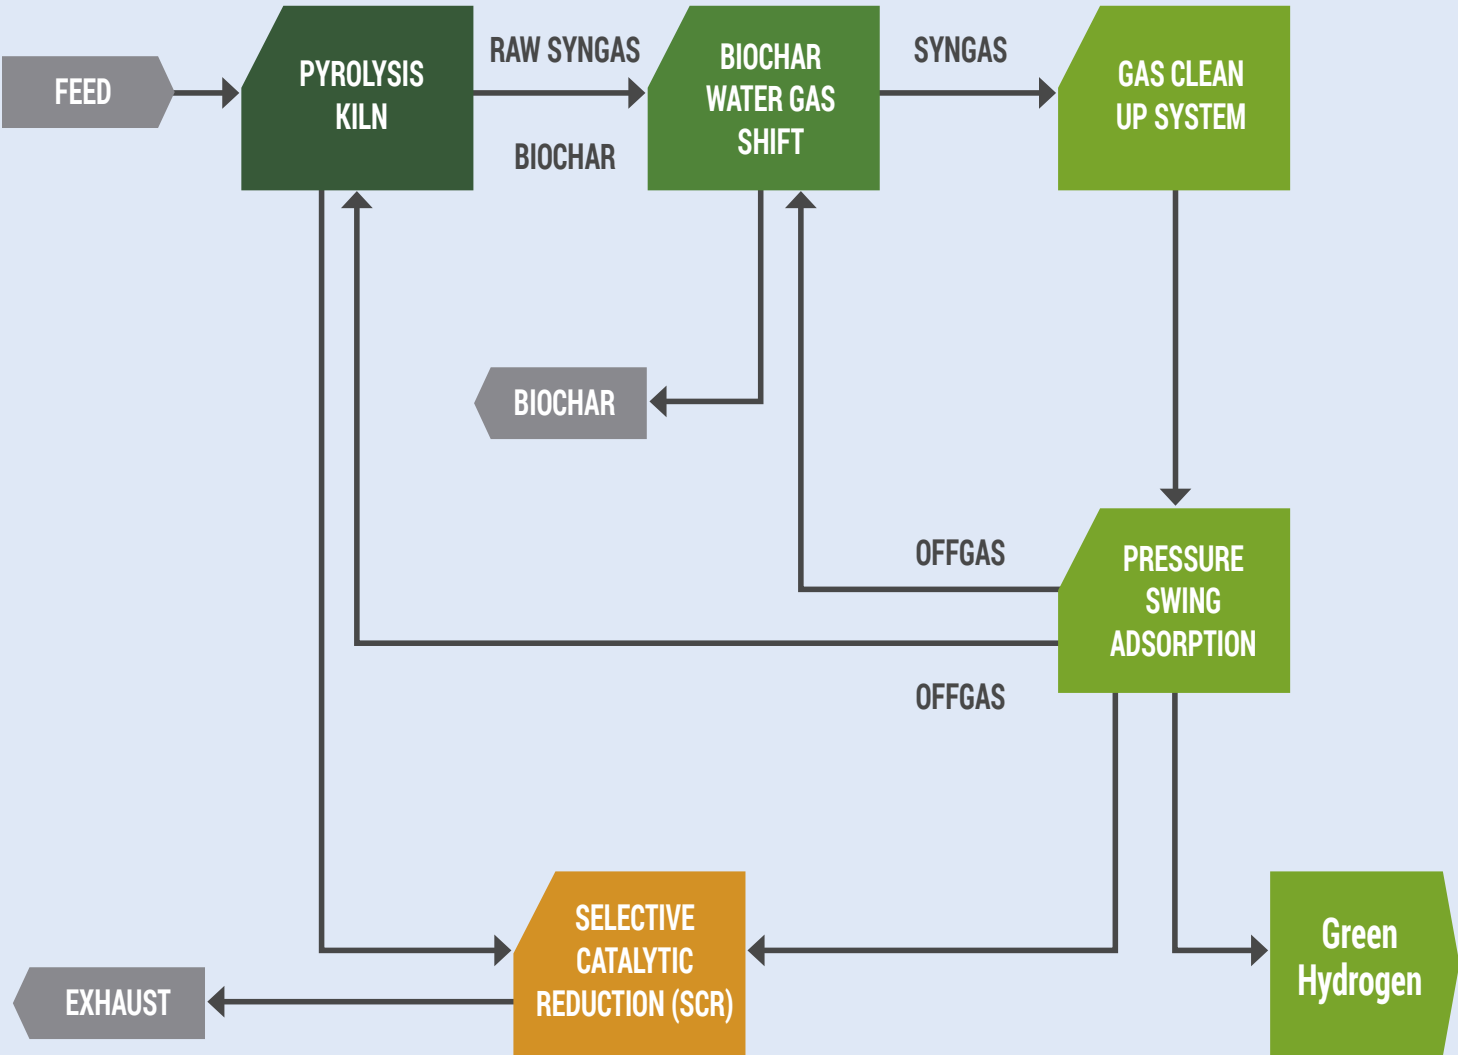 FEED
PYROLYSIS
KILN
RAW SYNGAS
BIOCHAR
BIOCHAR
WATER GAS
SHIFT
SYNGAS
GAS CLEAN
UP SYSTEM
BIOCHAR
OFFGAS
PRESSURE
SWING
ADSORPTION
OFFGAS
SELECTIVE
CATALYTIC
REDUCTION (SCR)
EXHAUST
Green
Hydrogen